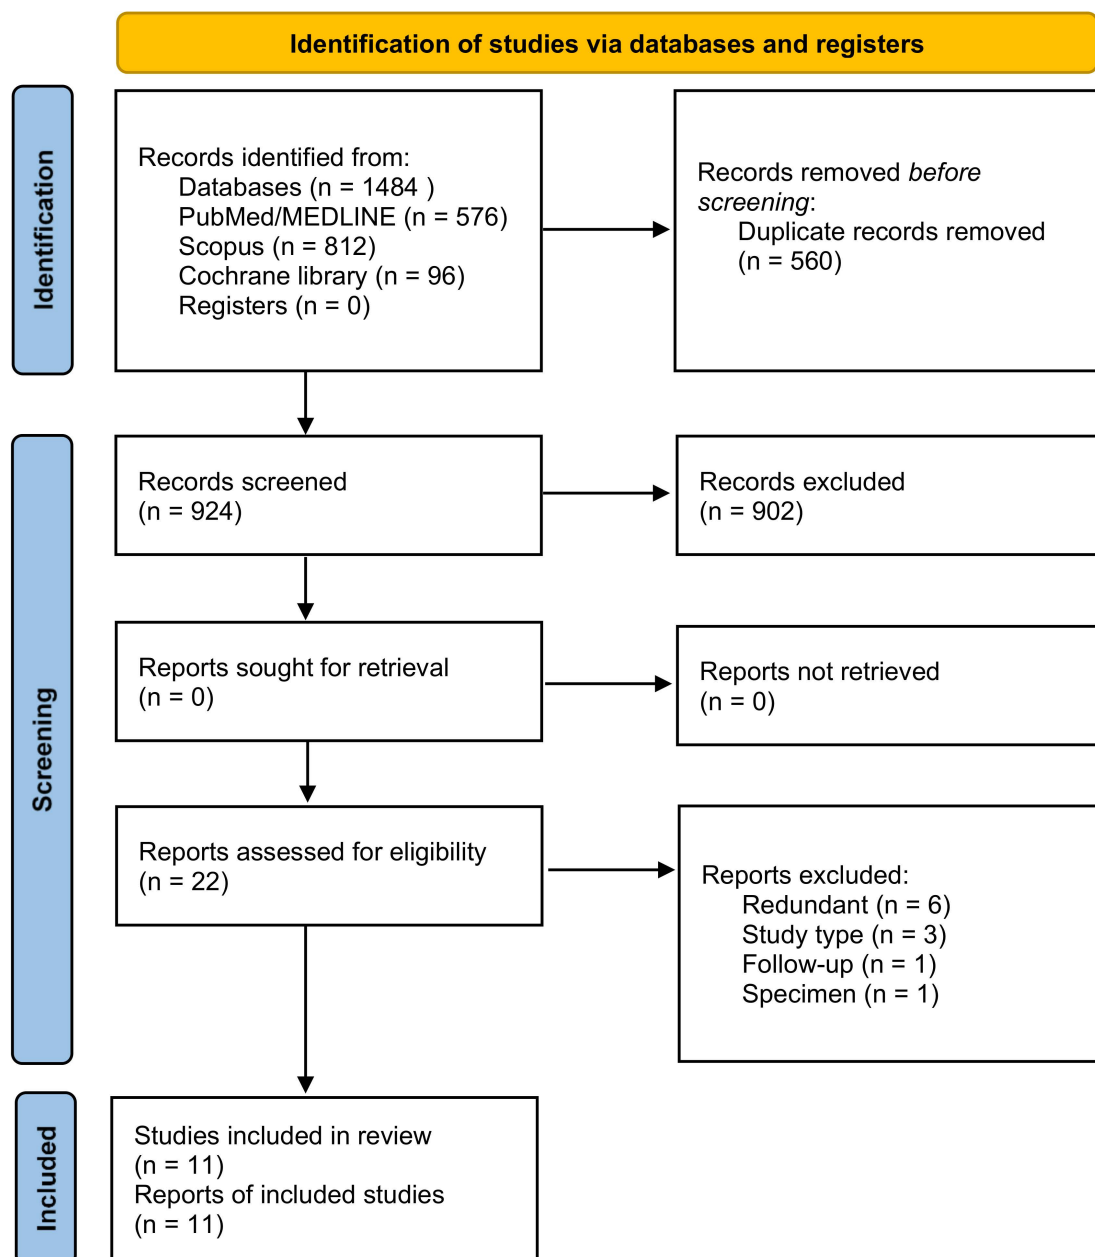 Identification of studies via databases and registers
Identification
Records identified from:
Databases (n = 1484 )
PubMed/MEDLINE (n = 576)
Scopus (n = 812)
Cochrane library (n = 96)
Registers (n = 0)
Records removed before
screening:
Duplicate records removed
(n = 560)
Screening
Records screened
(n = 924)
Records excluded
(n = 902)
Reports sought for retrieval
(n = 0)
Reports not retrieved
(n = 0)
Reports assessed for eligibility
(n = 22)
Reports excluded:
Redundant (n = 6)
Study type (n = 3)
Follow-up (n = 1)
Specimen (n = 1)
Included
Studies included in review
(n = 11)
Reports of included studies
(n = 11)